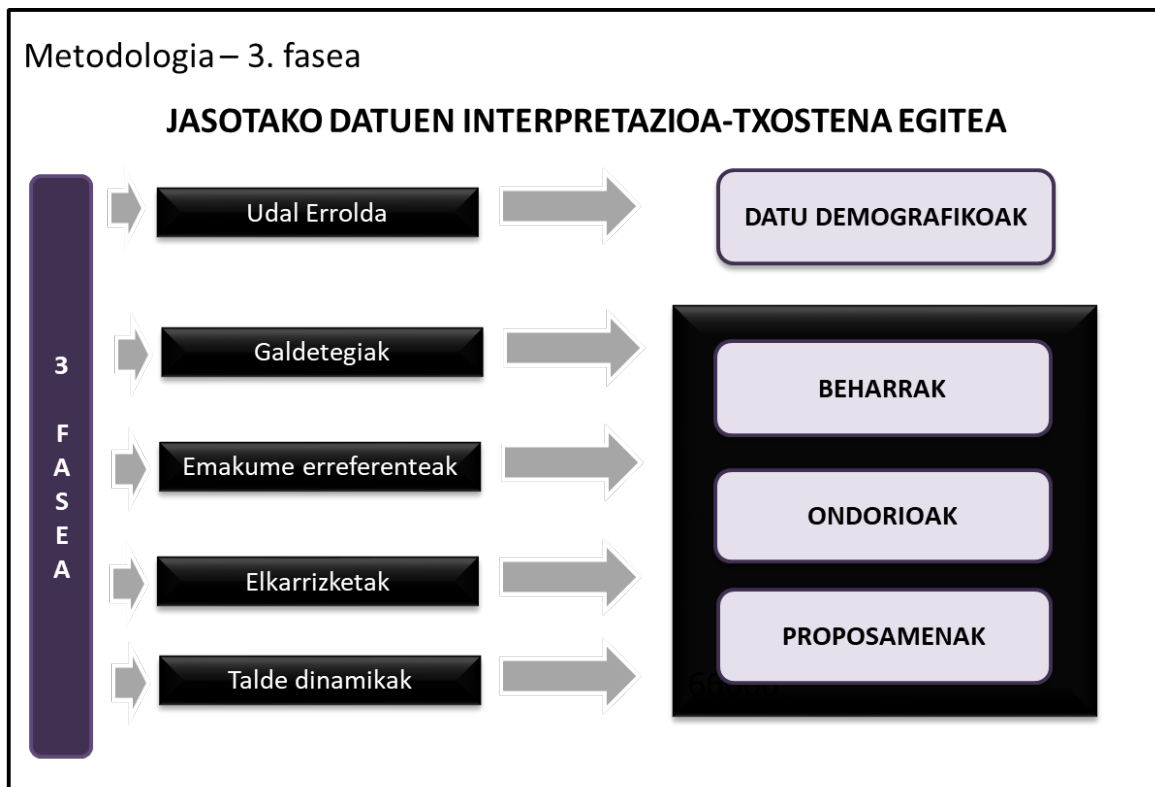 Metodologia – 3. fasea
JASOTAKO DATUEN INTERPRETAZIOA-TXOSTENA EGITEA
3 FASEA
Udal Errolda
DATU DEMOGRAFIKOAK
Galdetegiak
BEHARRAK
Emakume erreferenteak
ONDORIOAK
Elkarrizketak
PROPOSAMENAK
Talde dinamikak